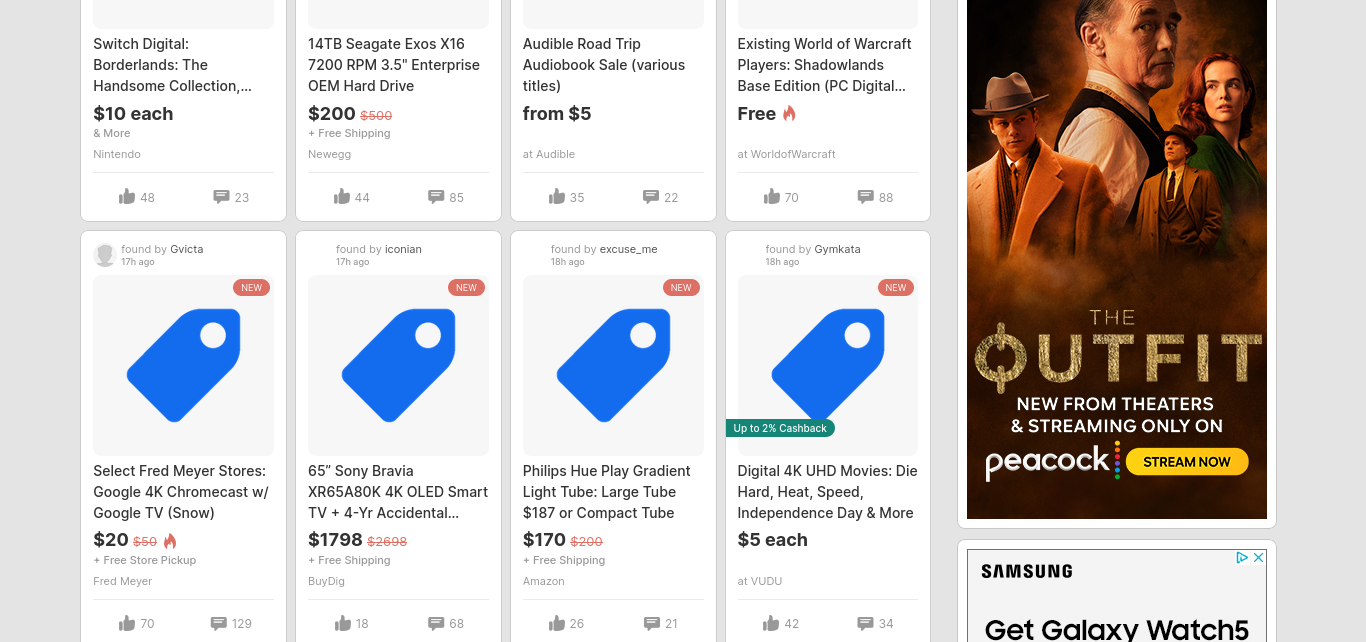 Switch Digital:
Borderlands: The
Handsome Collection,...
$10 each
& More
Nintendo
48
23
14TB Seagate Exos X16
7200 RPM 3.5" Enterprise
OEM Hard Drive
$200 $500
+ Free Shipping
Newegg
44
85
Audible Road Trip
Audiobook Sale (various
titles)
from $5
at Audible
35
22
Existing World of Warcraft
Players: Shadowlands
Base Edition (PC Digital...
Free
at WorldofWarcraft
70
88
found by Gvicta
17h ago
NEW
Select Fred Meyer Stores:
Google 4K Chromecast w/
Google TV (Snow)
$20 $50
+ Free Store Pickup
Fred Meyer
70
129
found by iconian
17h ago
NEW
65” Sony Bravia
XR65A80K 4K OLED Smart
TV + 4-Yr Accidental...
$1798 $2698
+ Free Shipping
BuyDig
18
68
found by excuse_me
18h ago
NEW
Philips Hue Play Gradient
Light Tube: Large Tube
$187 or Compact Tube
$170 $200
+ Free Shipping
Amazon
26
21
found by Gymkata
18h ago
NEW
Up to 2% Cashback
Digital 4K UHD Movies: Die
Hard, Heat, Speed,
Independence Day & More
$5 each
at VUDU
42
34
THE
OUTFIT
NEW FROM THEATERS
& STREAMING ONLY ON
peacock
STREAM NOW
SAMSUNG
Get Galaxy Watch5